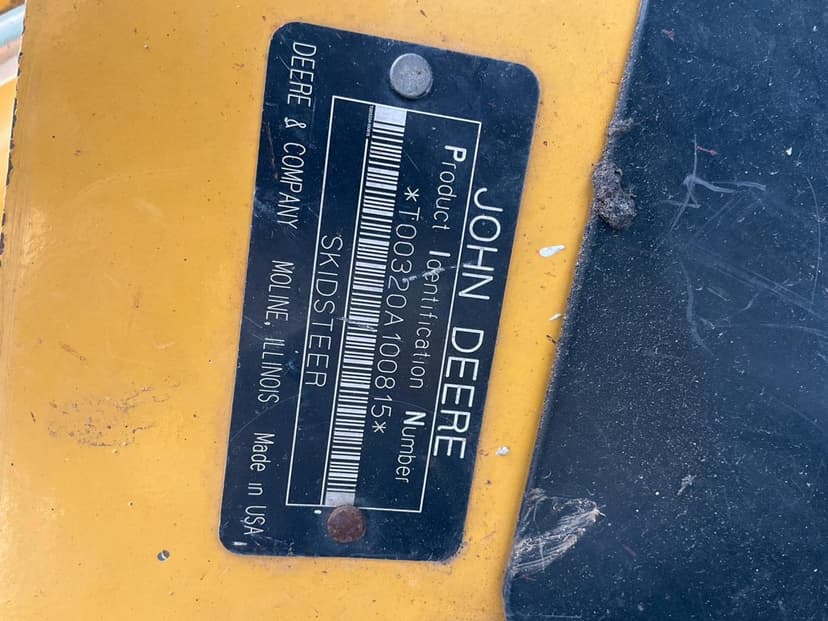 JOHN DEERE
Product Identification Number
*T00320A100815*
SKIDSTEER
DEERE & COMPANY MOLINE, ILLINOIS Made in USA